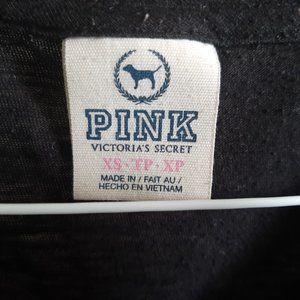 PINK
VICTORIA'S SECRET
XS · TP · XP
MADE IN / FAIT AU /
HECHO EN VIETNAM